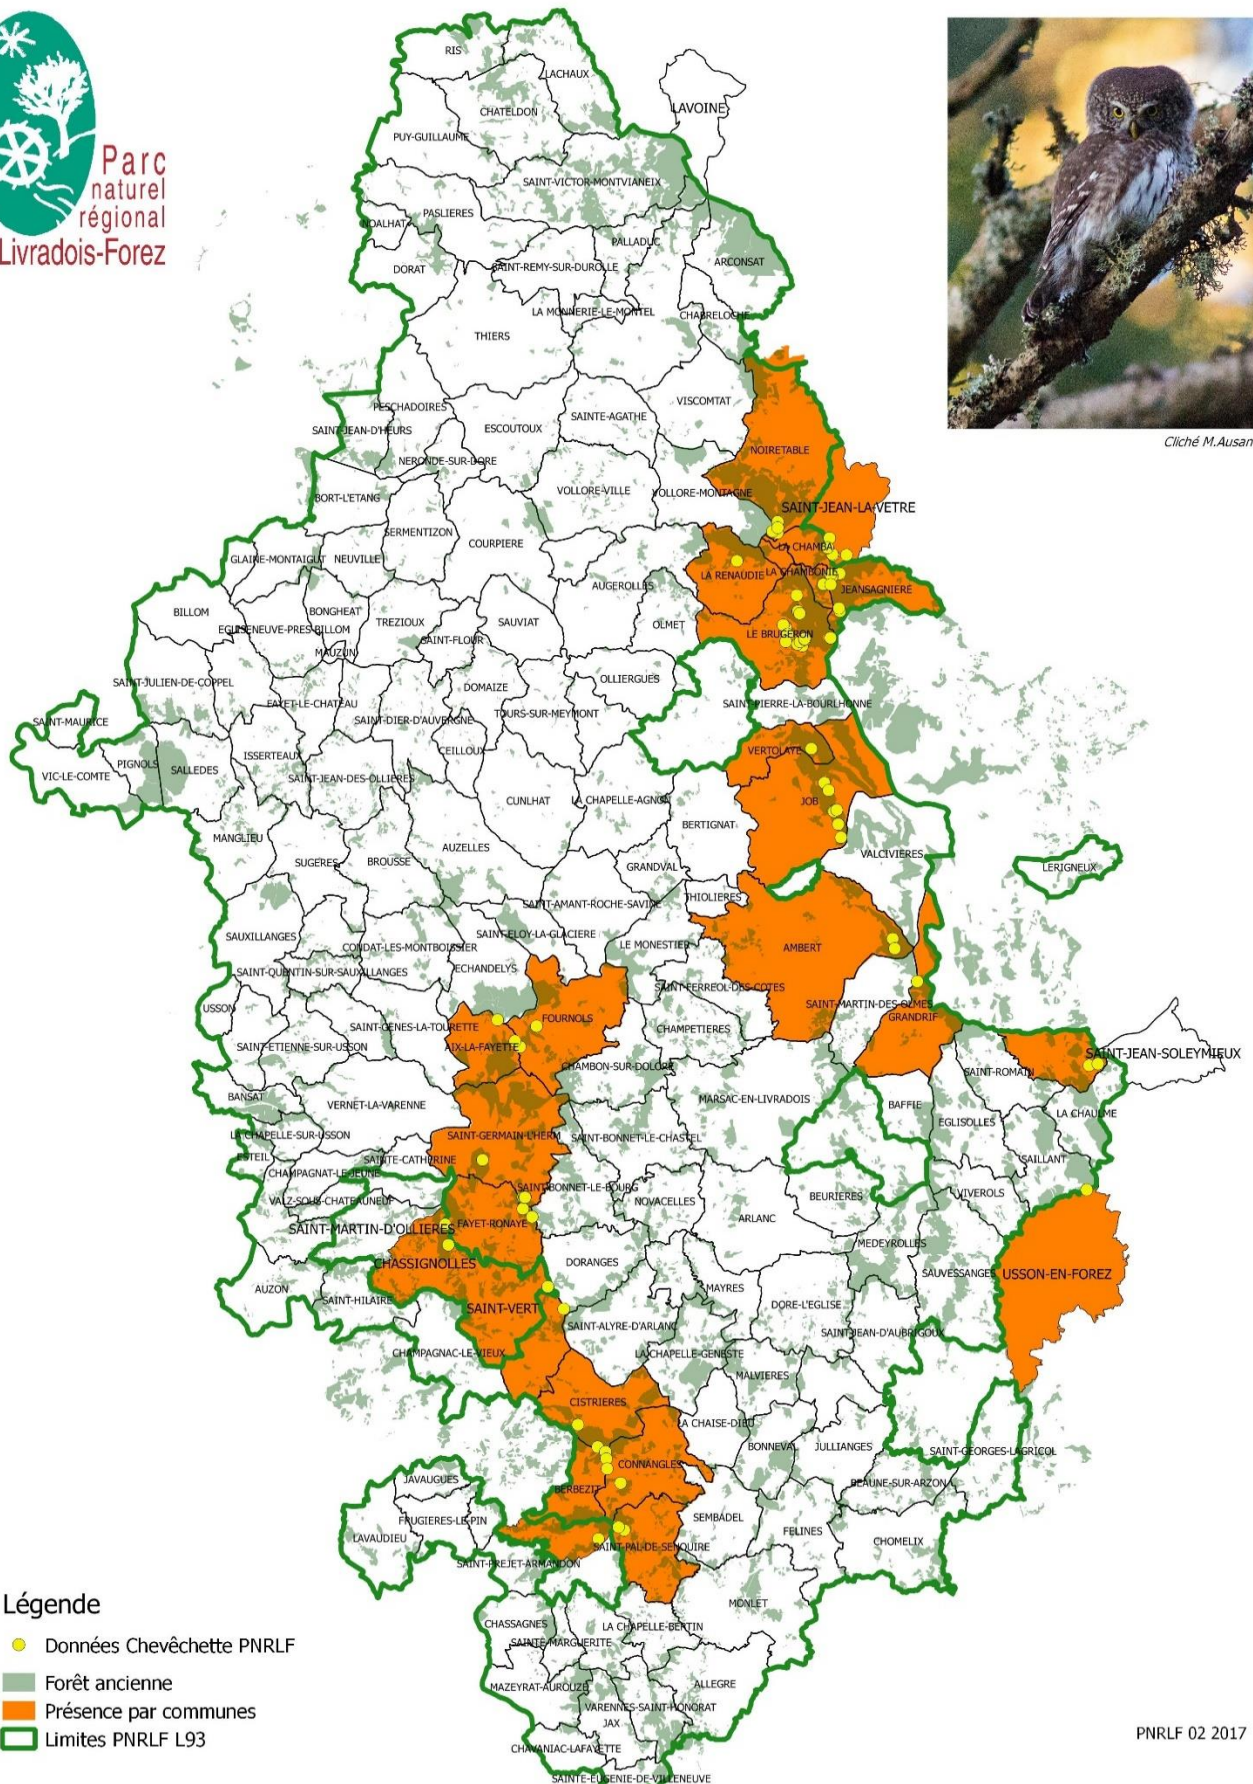 Parc
naturel
régional
Livradois-Forez
Cliché M.Ausan
RIS
LACHAUX
CHATELDON
LAVOINE
PUY-GUILLAUME
SAINT-VICTOR-MONTVIANEIX
PASLIERES
NOALHAT
PALLADUC
ARCONSAT
DORAT
SAINT-REMY-SUR-DUROLLE
LA MONNERIE-LE-MONTEL
CHABRELOCHE
THIERS
VISCOMTAT
PESCHADOIRES
SAINTE-AGATHE
SAINT-JEAN-D'HEURS
ESCOUTOUX
NOIRETABLE
NERONDE-SUR-DORE
VOLLORE-VILLE
VOLLORE-MONTAGNE
BORT-L'ETANG
SAINT-JEAN-LA-VETRE
SERMENTIZON
COURPIERE
LA CHAMBA
GLAINE-MONTAIGUT
NEUVILLE
LA RENAUDIE
LA CHAMBONIE
AUGEROLLES
JEANSAGNIERE
BILLOM
BONGHEAT
TREZIOUX
SAUVIAT
OLMET
EGLISENEUVE-PRES-BILLOM
SAINT-FLOUR
LE BRUGERON
MAUZUN
SAINT-JULIEN-DE-COPPEL
DOMAIZE
OLLIERGUES
FAYET-LE-CHATEAU
SAINT-PIERRE-LA-BOURLHONNE
SAINT-MAURICE
SAINT-DIER-D'AUVERGNE
TOURS-SUR-MEYMONT
CEILLOUX
VERTOLAYE
ISSERTEAUX
PIGNOLS
SALLEDES
VIC-LE-COMTE
SAINT-JEAN-DES-OLLIERES
CUNLHAT
LA CHAPELLE-AGNON
JOB
BERTIGNAT
MANGLIEU
AUZELLES
VALCIVIERES
SUGERES
BROUSSE
GRANDVAL
LERIGNEUX
THIOLIERES
SAINT-AMANT-ROCHE-SAVINE
SAUXILLANGES
SAINT-ELOY-LA-GLACIERE
LE MONESTIER
AMBERT
CONDAT-LES-MONTBOISSIER
ECHANDELYS
SAINT-QUENTIN-SUR-SAUXILLANGES
SAINT-FERREOL-DES-COTES
SAINT-MARTIN-DES-OLMES
USSON
FOURNOLS
GRANDRIF
SAINT-GENES-LA-TOURETTE
CHAMPETIERES
SAINT-ETIENNE-SUR-USSON
AIX-LA-FAYETTE
SAINT-JEAN-SOLEYMIEUX
CHAMBON-SUR-DOLORE
SAINT-ROMAIN
BANSAT
VERNET-LA-VARENNE
MARSAC-EN-LIVRADOIS
BAFFIE
LA CHAULME
EGLISOLLES
LA CHAPELLE-SUR-USSON
SAINT-GERMAIN-L'HERM
SAINT-BONNET-LE-CHASTEL
ESTEIL
SAINTE-CATHERINE
SAILLANT
CHAMPAGNAT-LE-JEUNE
SAINT-BONNET-LE-BOURG
VALZ-SOUS-CHATEAUNEUF
NOVACELLES
BEURIERES
VIVEROLS
SAINT-MARTIN-D'OLLIERES
FAYET-RONAYE
ARLANC
MEDEYROLLES
CHASSIGNOLLES
DORANGES
SAUVESSANGES
USSON-EN-FOREZ
AUZON
SAINT-HILAIRE
MAYRES
SAINT-VERT
DORE-L'EGLISE
SAINT-ALYRE-D'ARLANC
SAINT-JEAN-D'AUBRIGOUX
CHAMPAGNAC-LE-VIEUX
LA CHAPELLE-GENESTE
MALVIERES
CISTRIERES
LA CHAISE-DIEU
BONNEVAL
JULLIANGES
SAINT-GEORGES-LAGRICOL
CONNANGLES
JAVAUGUES
BERBEZIT
BEAUNE-SUR-ARZON
FRUGIERES-LE-PIN
SEMBADEL
LAVAUDIEU
FELINES
CHOMELIX
SAINT-PAL-DE-SENOUIRE
SAINT-PREJET-ARMANDON
MONLET
CHASSAGNES
LA CHAPELLE-BERTIN
SAINTE-MARGUERITE
ALLEGRE
MAZEYRAT-AUROUZE
VARENNES-SAINT-HONORAT
JAX
CHAVANIAC-LAFAYETTE
SAINTE-EUGENIE-DE-VILLENEUVE
Légende
Données Chevêchette PNRLF
Forêt ancienne
Présence par communes
Limites PNRLF L93
PNRLF 02 2017